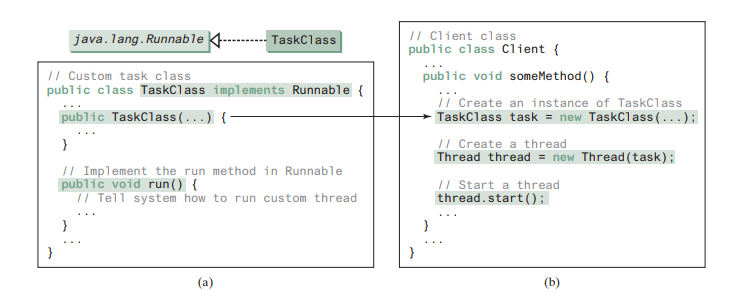 java.lang.Runnable TaskClass
// Custom task class
public class TaskClass implements Runnable {
...
public TaskClass(...) {
...
}
// Implement the run method in Runnable
public void run() {
// Tell system how to run custom thread
...
}
...
}
(a)
// Client class
public class Client {
...
public void someMethod() {
...
// Create an instance of TaskClass
TaskClass task = new TaskClass(...);
// Create a thread
Thread thread = new Thread(task);
// Start a thread
thread.start();
...
}
...
}
(b)